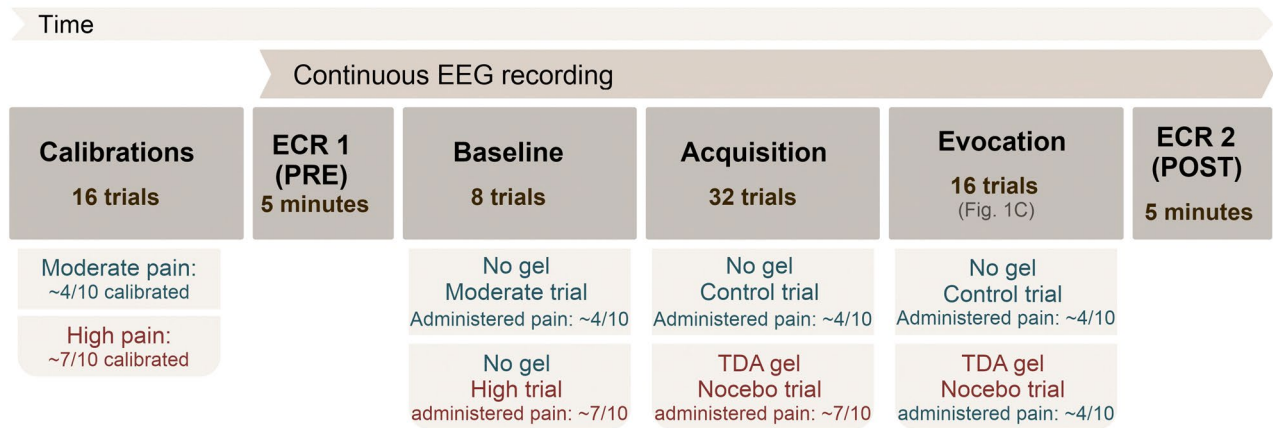 Time
Continuous EEG recording
Calibrations
16 trials
Moderate pain:
~4/10 calibrated
High pain:
~7/10 calibrated
ECR 1
(PRE)
5 minutes
Baseline
8 trials
No gel
Moderate trial
Administered pain: ~4/10
No gel
High trial
administered pain: ~7/10
Acquisition
32 trials
No gel
Control trial
Administered pain: ~4/10
TDA gel
Nocebo trial
administered pain: ~7/10
Evocation
16 trials
(Fig. 1C)
No gel
Control trial
Administered pain: ~4/10
TDA gel
Nocebo trial
administered pain: ~4/10
ECR 2
(POST)
5 minutes